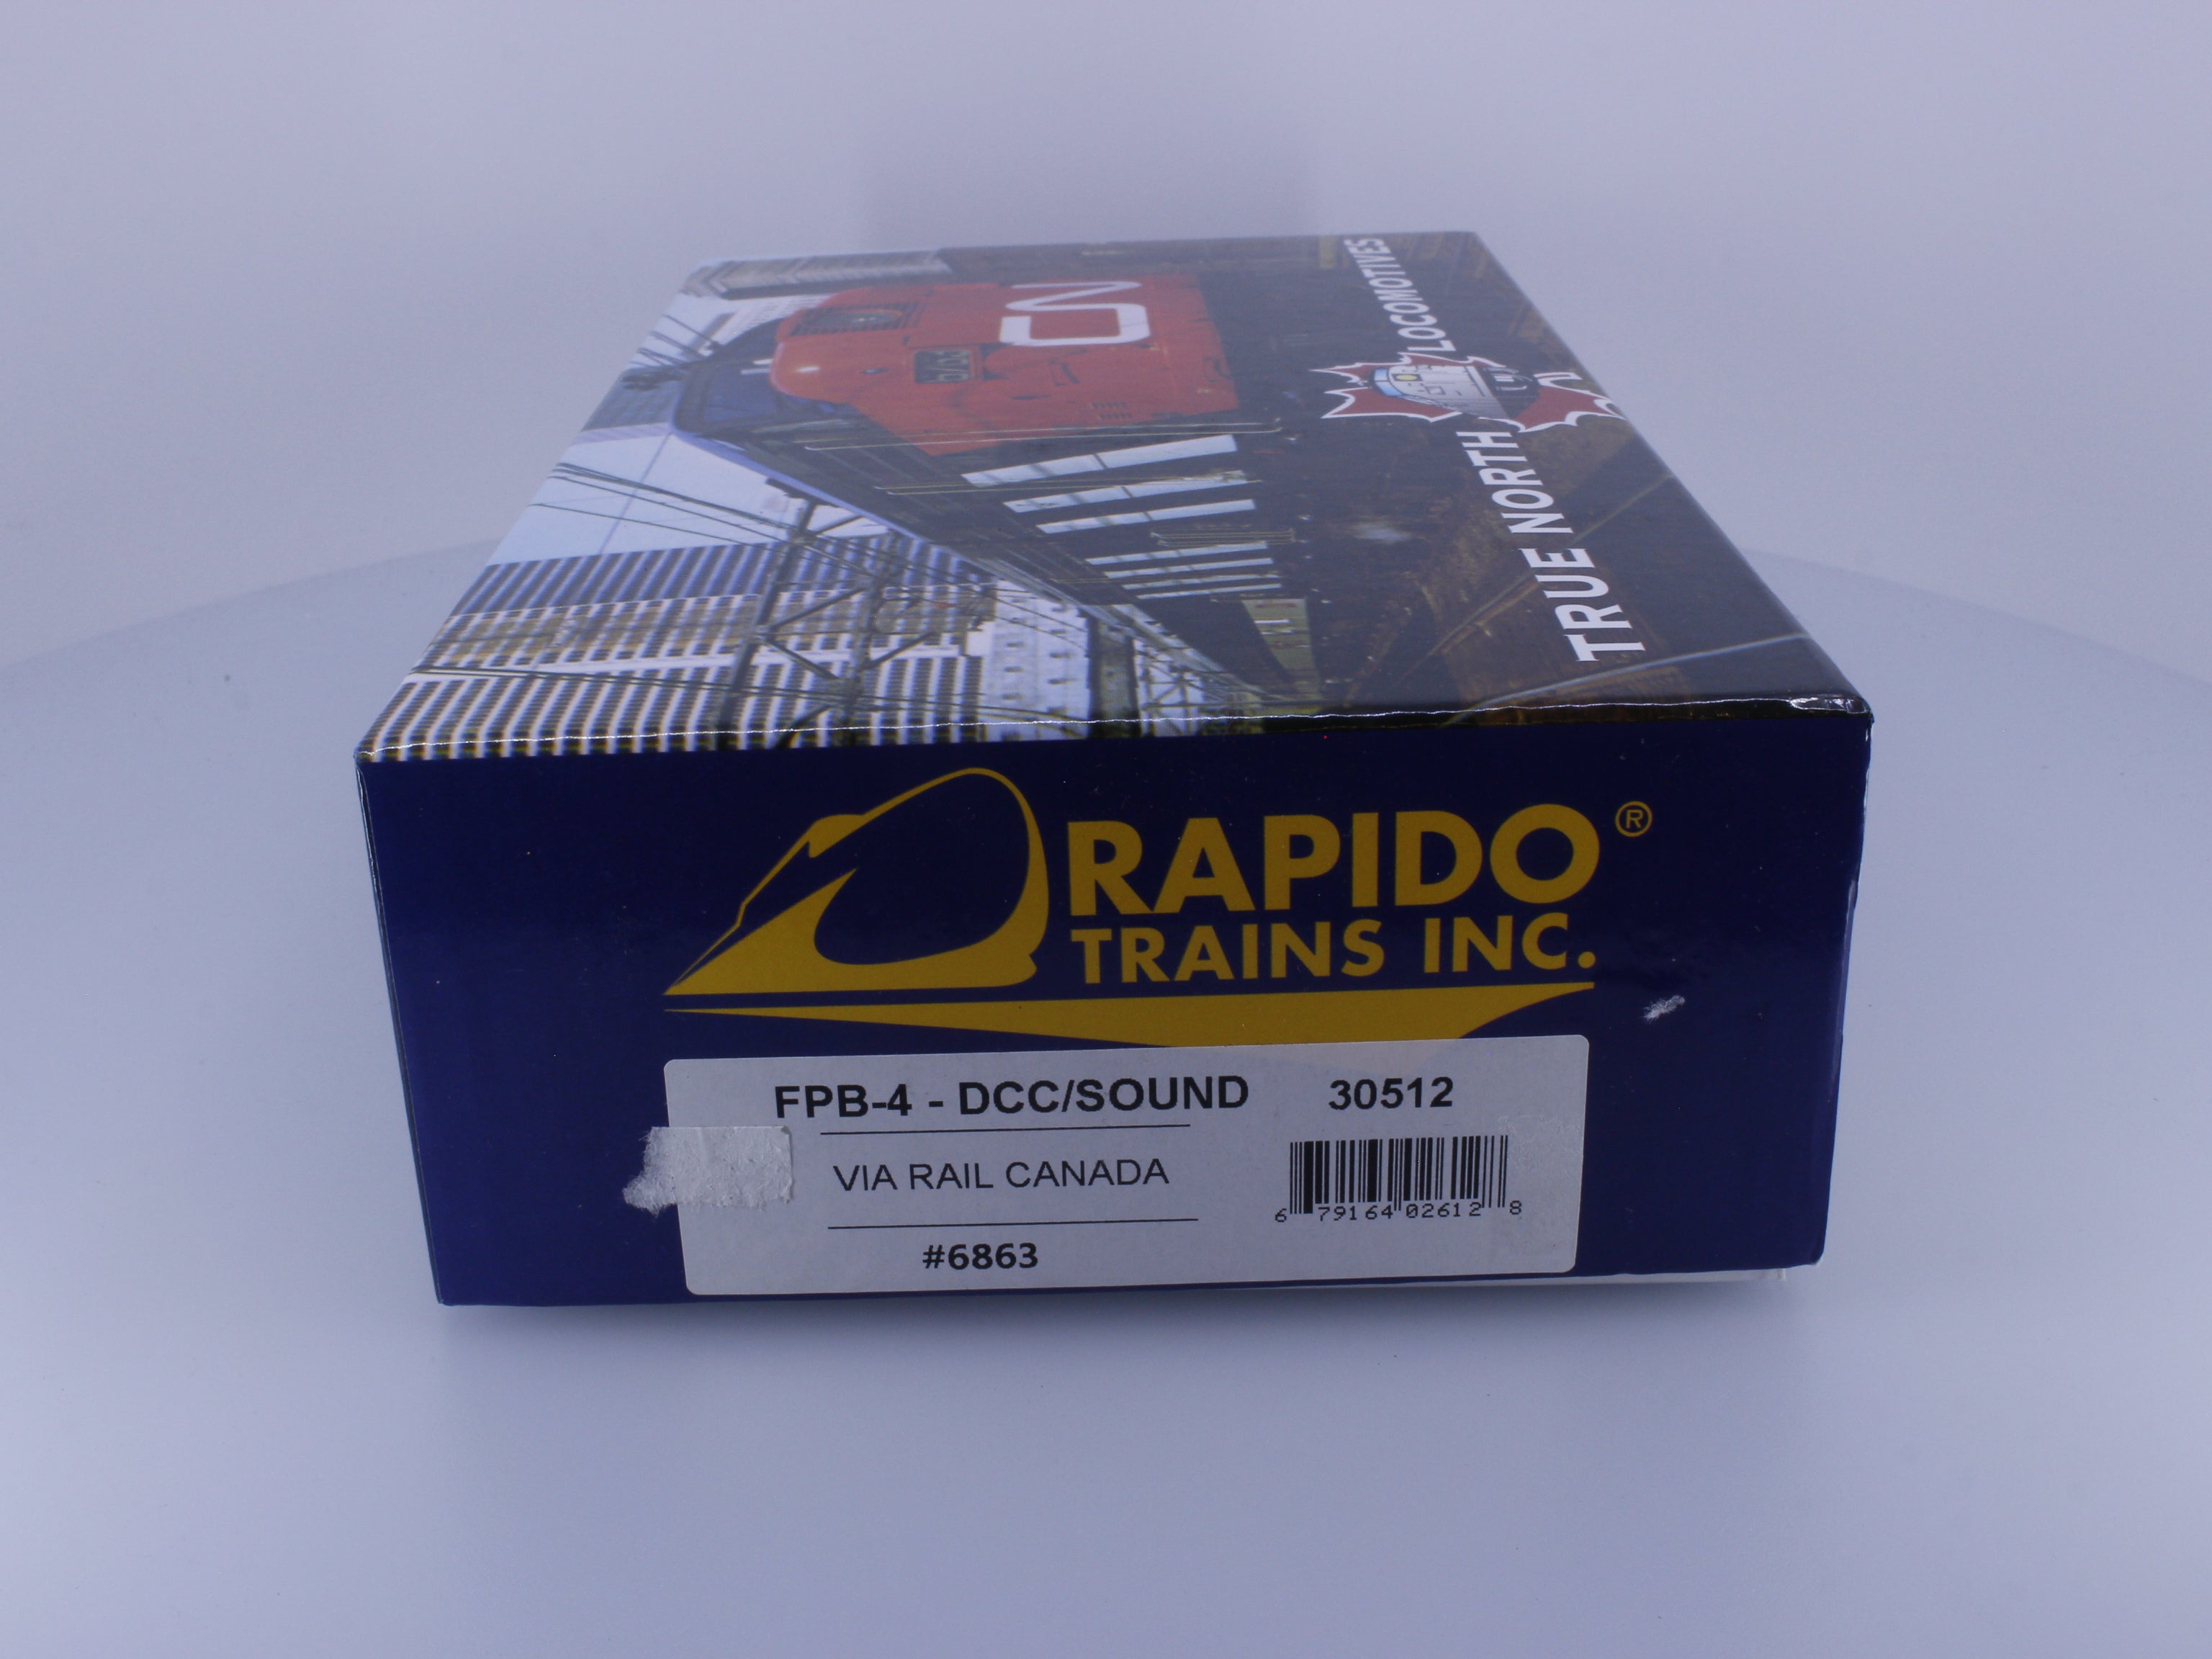 CN
TRUE NORTH LOCOMOTIVES
RAPIDO®
TRAINS INC.
FPB-4 - DCC/SOUND 30512
VIA RAIL CANADA
6 79164 02612 8
#6863